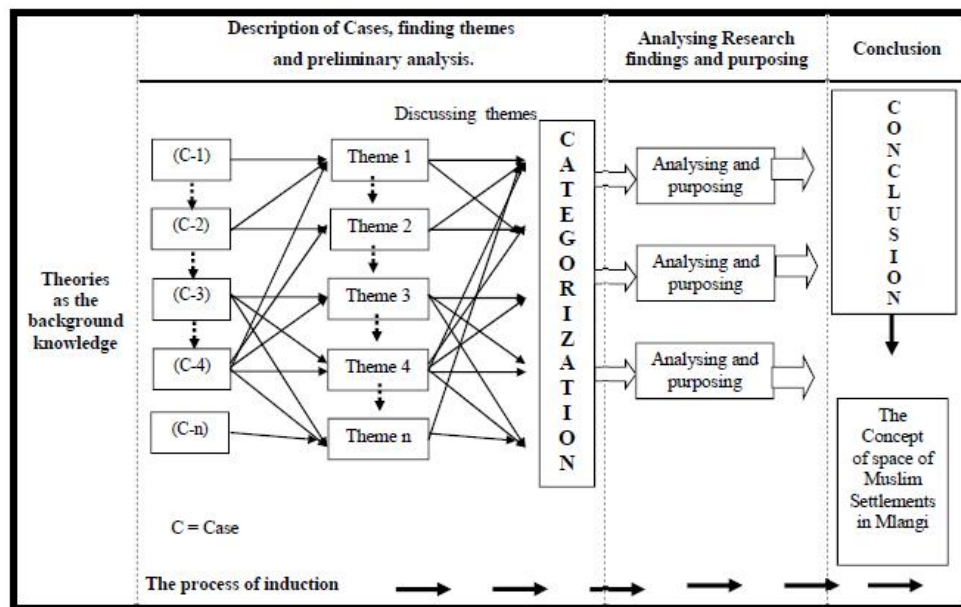 Description of Cases, finding themes
and preliminary analysis.
Analysing Research
findings and purposing
Conclusion
Theories
as the
background
knowledge
Discussing themes
(C-1)
(C-2)
(C-3)
(C-4)
(C-n)
Theme 1
Theme 2
Theme 3
Theme 4
Theme n
C
A
T
E
G
O
R
I
Z
A
T
I
O
N
Analysing and
purposing
Analysing and
purposing
Analysing and
purposing
C
O
N
C
L
U
S
I
O
N
The
Concept
of space of
Muslim
Settlements
in Mlangi
C = Case
The process of induction